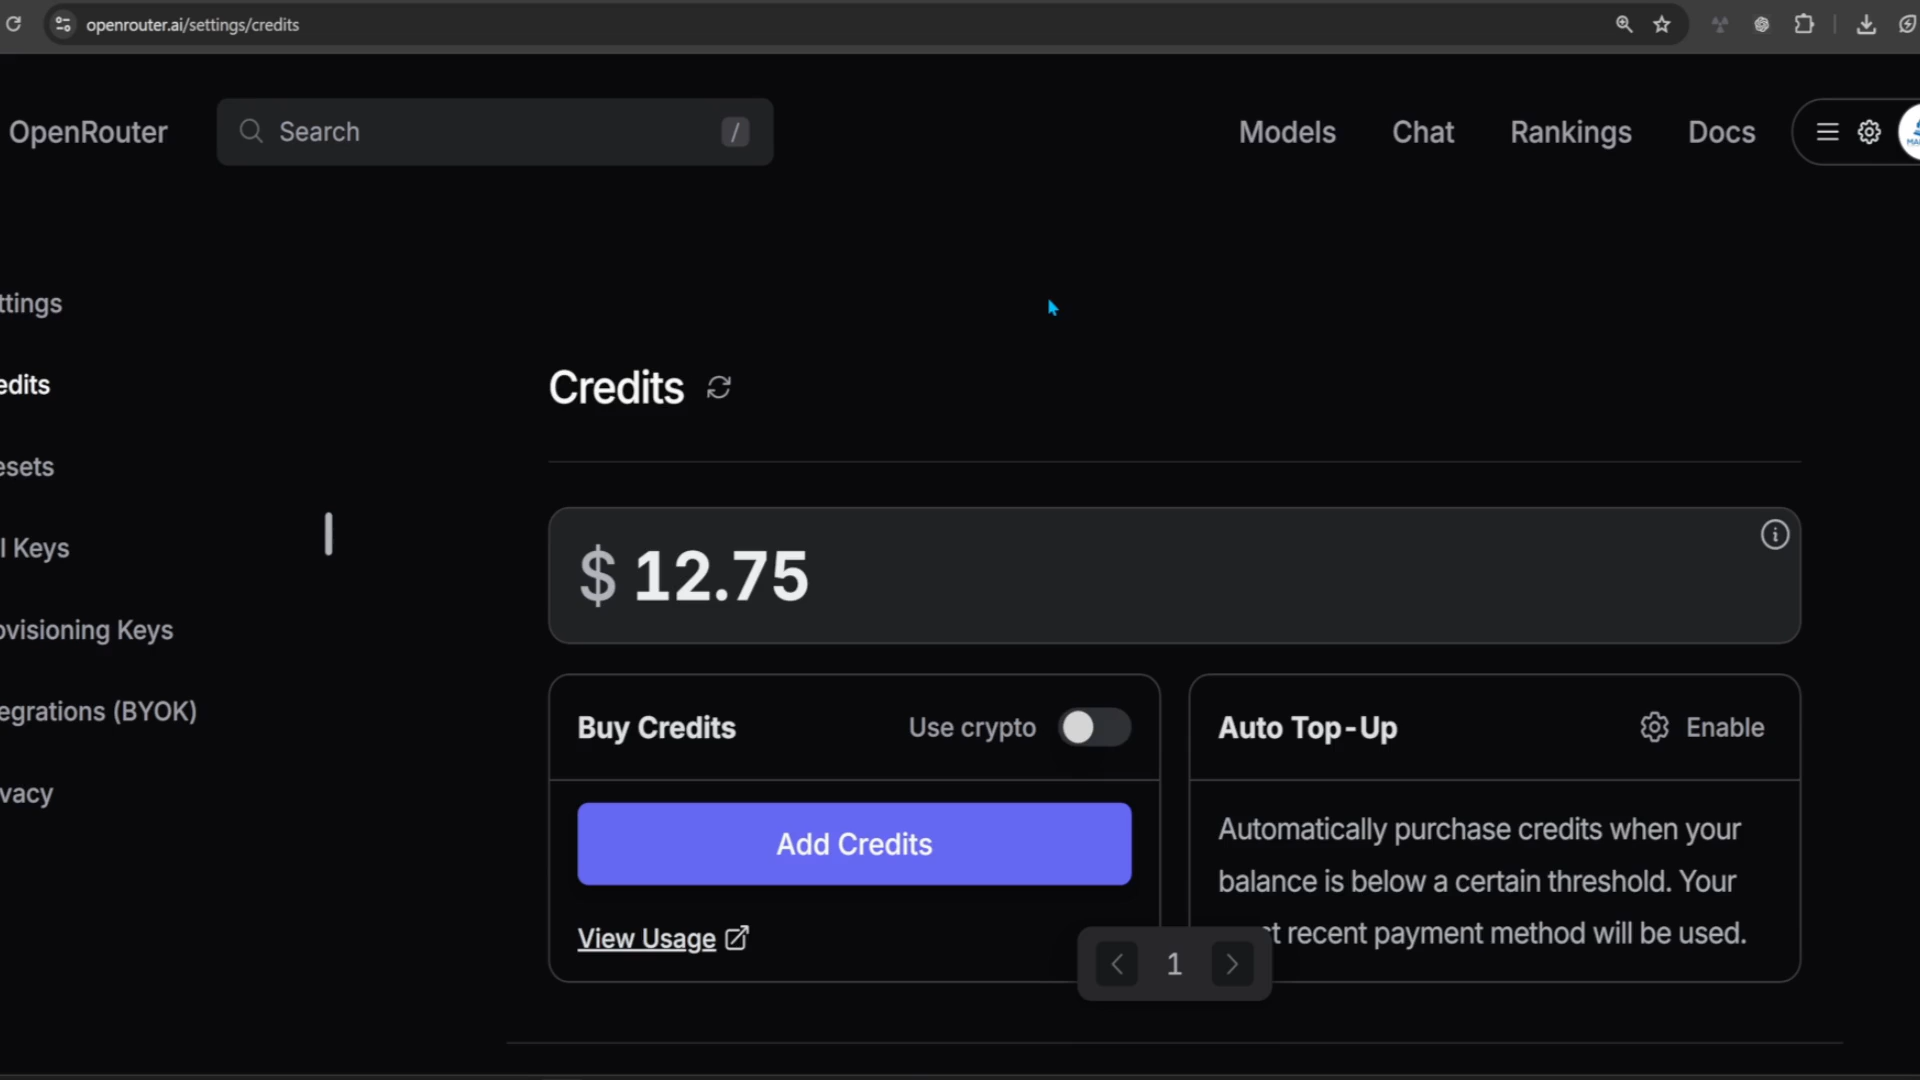 openrouter.ai/settings/credits
OpenRouter
Search
/
Models
Chat
Rankings
Docs
ttings
edits
esets
I Keys
ovisioning Keys
egrations (BYOK)
vacy
Credits
$ 12.75
Buy Credits
Use crypto
Add Credits
View Usage
Auto Top-Up
Enable
Automatically purchase credits when your
balance is below a certain threshold. Your
st recent payment method will be used.
1